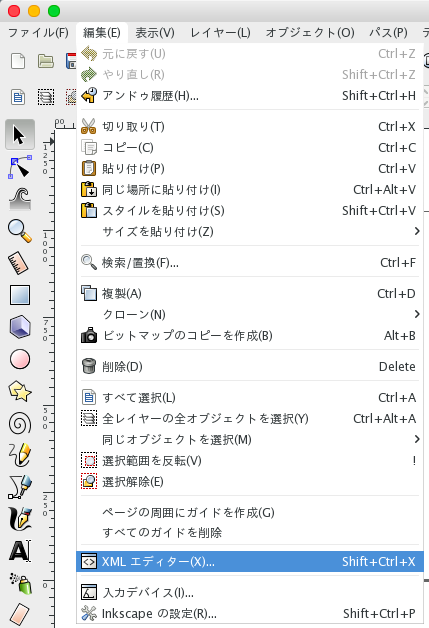 ファイル(F) 編集(E) 表示(V) レイヤー(L) オブジェクト(O) パス(P)
元に戻す(U) Ctrl+Z
やり直し(R) Shift+Ctrl+Z
アンドゥ履歴(H)... Shift+Ctrl+H
切り取り(T) Ctrl+X
コピー(C) Ctrl+C
貼り付け(P) Ctrl+V
同じ場所に貼り付け(I) Ctrl+Alt+V
スタイルを貼り付け(S) Shift+Ctrl+V
サイズを貼り付け(Z)
検索/置換(F)... Ctrl+F
複製(A) Ctrl+D
クローン(N)
ビットマップのコピーを作成(B) Alt+B
削除(D) Delete
すべて選択(L) Ctrl+A
全レイヤーの全オブジェクトを選択(Y) Ctrl+Alt+A
同じオブジェクトを選択(M)
選択範囲を反転(V) !
選択解除(E)
ページの周囲にガイドを作成(G)
すべてのガイドを削除
XML エディター(X)... Shift+Ctrl+X
入力デバイス(I)...
Inkscape の設定(R)... Shift+Ctrl+P
1250
1000
750
500
250
0